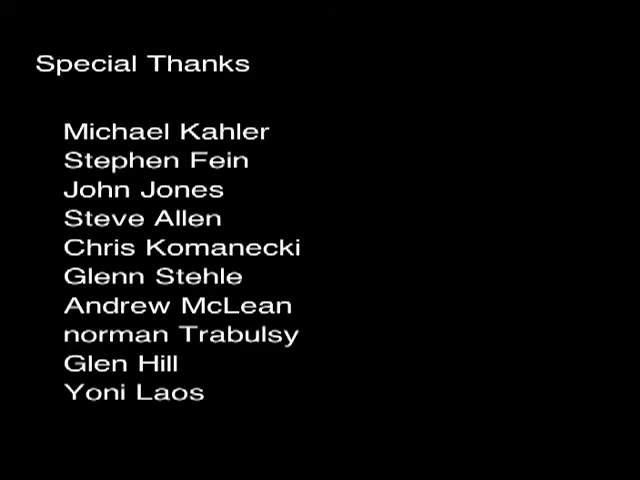 Special Thanks
Michael Kahler
Stephen Fein
John Jones
Steve Allen
Chris Komanecki
Glenn Stehle
Andrew McLean
norman Trabulsy
Glen Hill
Yoni Laos